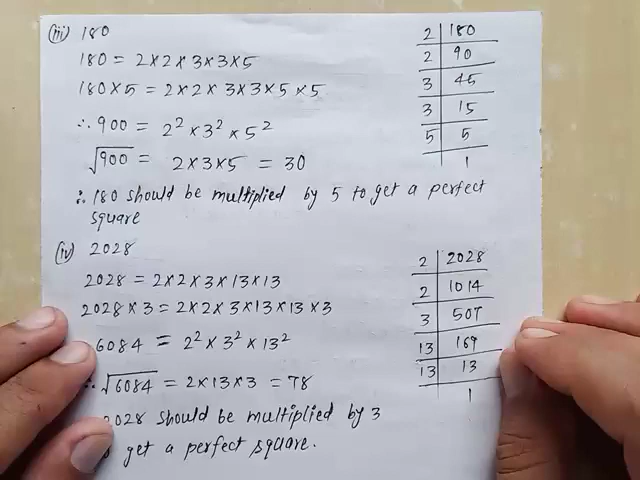 (iii) 180
180 = 2×2×3×3×5
180×5 = 2×2×3×3×5×5
∴ 900 = 2²×3²×5²
√900 = 2×3×5 = 30
∴ 180 should be multiplied by 5 to get a perfect
square
2 | 180
2 | 90
3 | 45
3 | 15
5 | 5
1
(iv) 2028
2028 = 2×2×3×13×13
2028×3 = 2×2×3×13×13×3
6084 = 2²×3²×13²
∴ √6084 = 2×13×3 = 78
2028 should be multiplied by 3
get a perfect square.
2 | 2028
2 | 1014
3 | 507
13 | 169
13 | 13
1